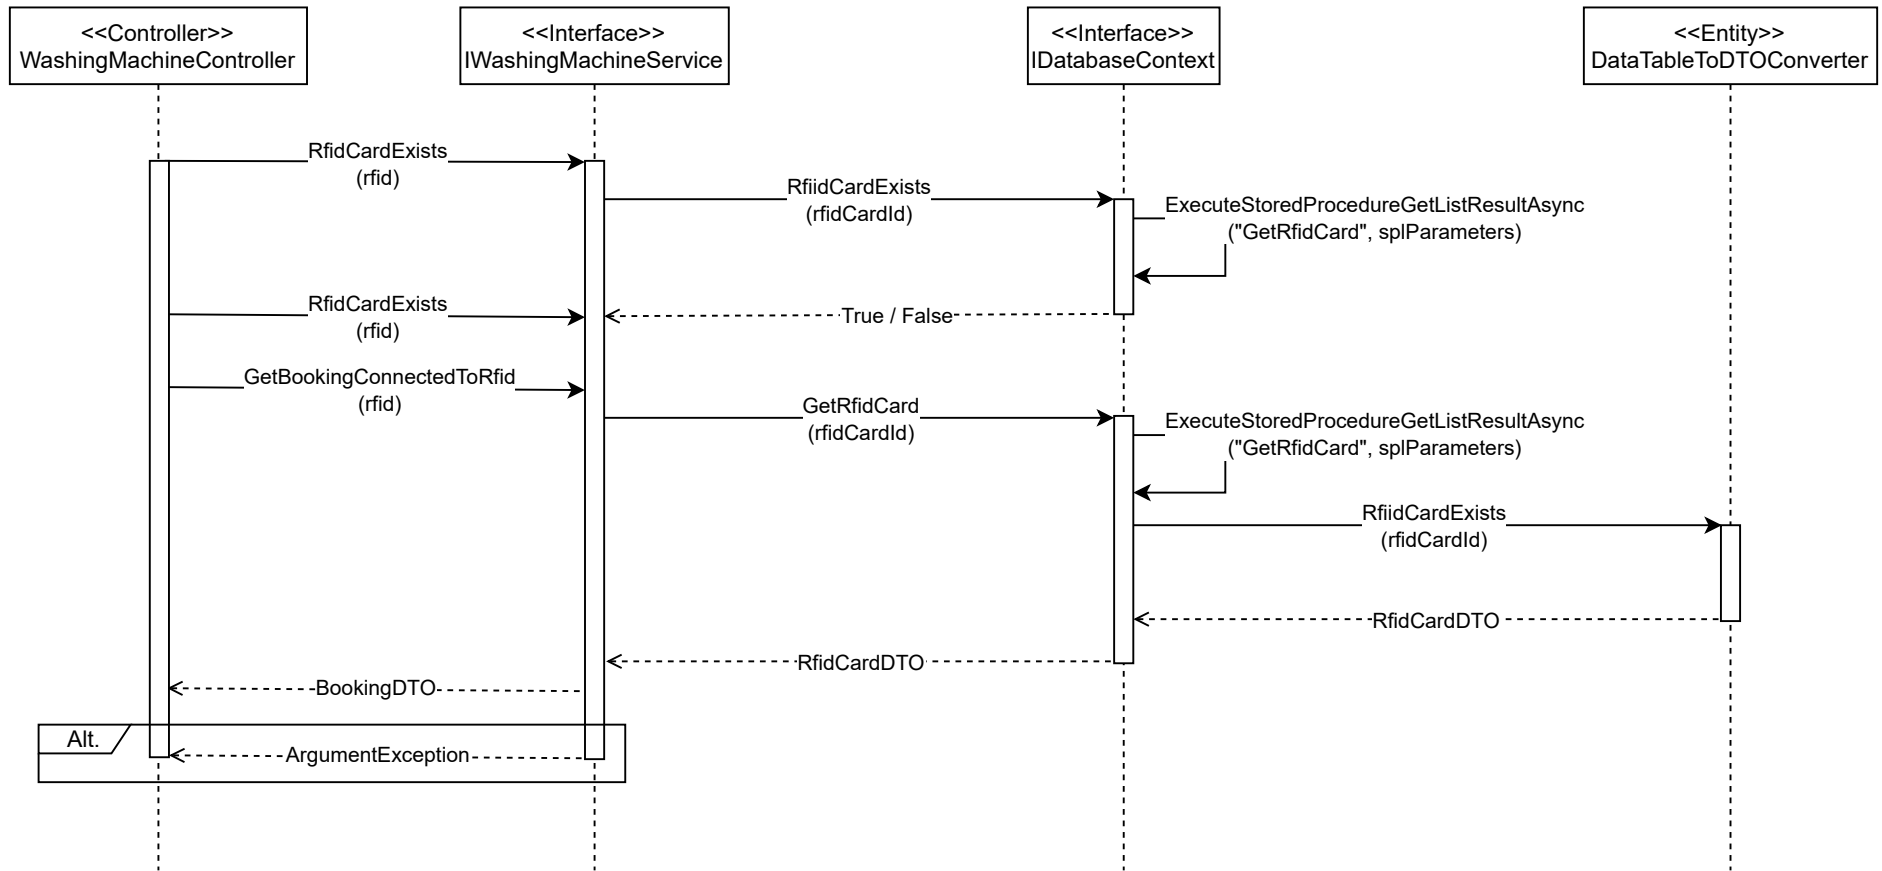 <<Controller>>
WashingMachineController
<<Interface>>
IWashingMachineService
<<Interface>>
IDatabaseContext
<<Entity>>
DataTableToDTOConverter
RfidCardExists
(rfid)
RfiidCardExists
(rfidCardId)
ExecuteStoredProcedureGetListResultAsync
("GetRfidCard", splParameters)
RfidCardExists
(rfid)
True / False
GetBookingConnectedToRfid
(rfid)
GetRfidCard
(rfidCardId)
ExecuteStoredProcedureGetListResultAsync
("GetRfidCard", splParameters)
RfiidCardExists
(rfidCardId)
RfidCardDTO
RfidCardDTO
BookingDTO
Alt.
ArgumentException